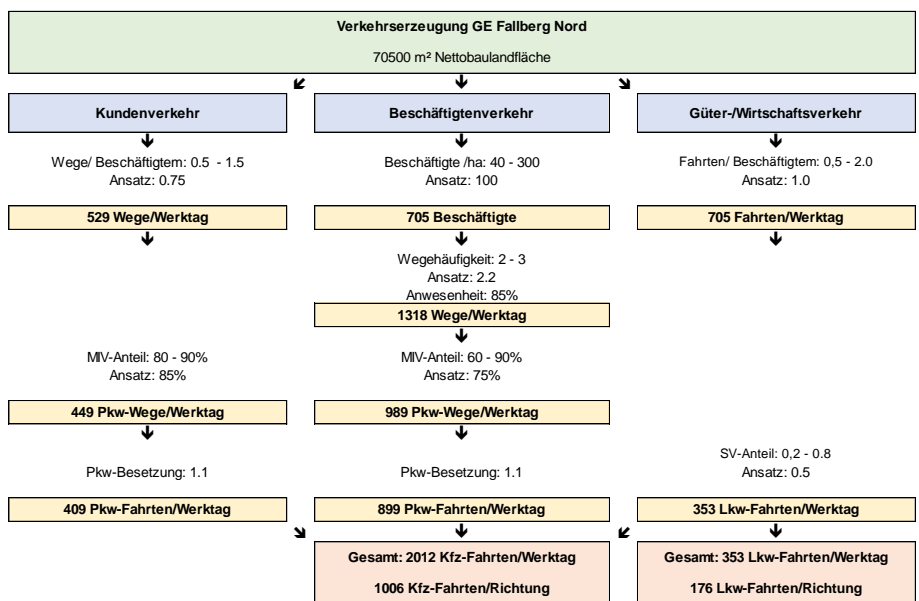 Verkehrserzeugung GE Fallberg Nord
70500 m² Nettobaulandfläche
Kundenverkehr
Beschäftigtenverkehr
Güter-/Wirtschaftsverkehr
Wege/ Beschäftigtem: 0.5 - 1.5
Ansatz: 0.75
Beschäftigte /ha: 40 - 300
Ansatz: 100
Fahrten/ Beschäftigtem: 0,5 - 2.0
Ansatz: 1.0
529 Wege/Werktag
705 Beschäftigte
705 Fahrten/Werktag
Wegehäufigkeit: 2 - 3
Ansatz: 2.2
Anwesenheit: 85%
1318 Wege/Werktag
MIV-Anteil: 80 - 90%
Ansatz: 85%
MIV-Anteil: 60 - 90%
Ansatz: 75%
449 Pkw-Wege/Werktag
989 Pkw-Wege/Werktag
Pkw-Besetzung: 1.1
Pkw-Besetzung: 1.1
SV-Anteil: 0,2 - 0.8
Ansatz: 0.5
409 Pkw-Fahrten/Werktag
899 Pkw-Fahrten/Werktag
353 Lkw-Fahrten/Werktag
Gesamt: 2012 Kfz-Fahrten/Werktag
1006 Kfz-Fahrten/Richtung
Gesamt: 353 Lkw-Fahrten/Werktag
176 Lkw-Fahrten/Richtung